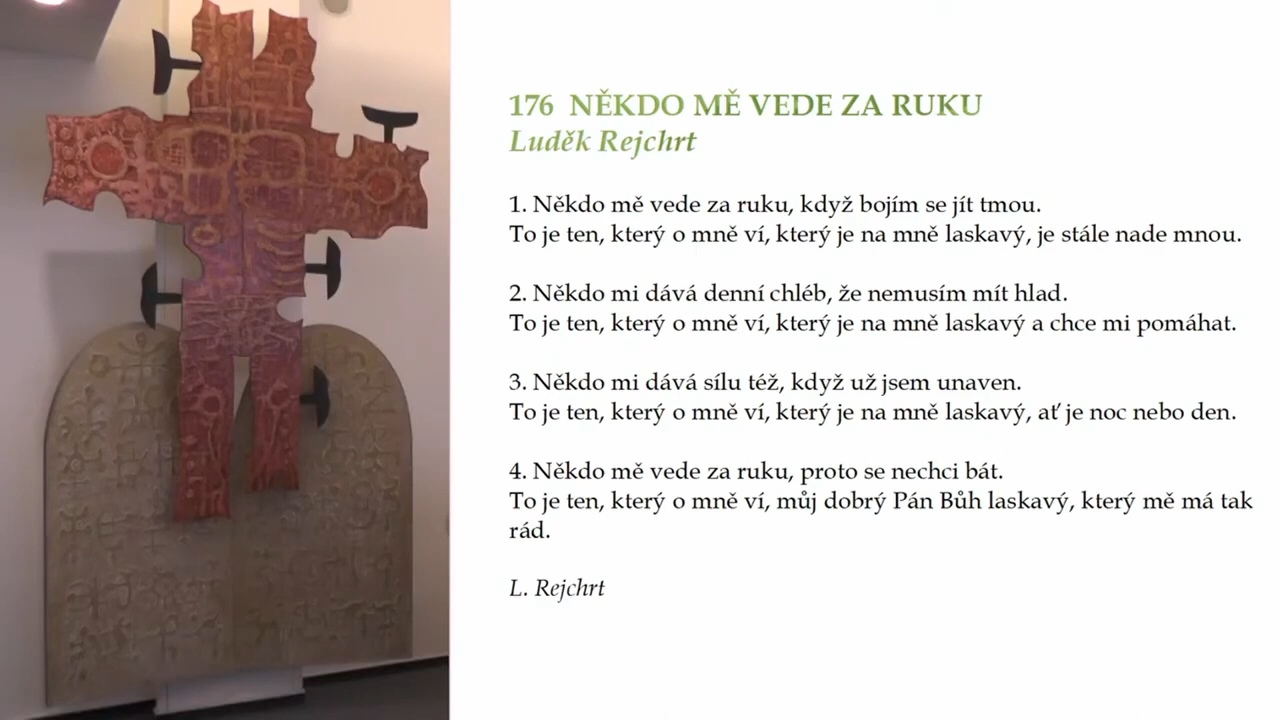 176 NĚKDO MĚ VEDE ZA RUKU
Luděk Rejchrt
1. Někdo mě vede za ruku, když bojím se jít tmou.
To je ten, který o mně ví, který je na mně laskavý, je stále nade mnou.
2. Někdo mi dává denní chléb, že nemusím mít hlad.
To je ten, který o mně ví, který je na mně laskavý a chce mi pomáhat.
3. Někdo mi dává sílu též, když už jsem unaven.
To je ten, který o mně ví, který je na mně laskavý, ať je noc nebo den.
4. Někdo mě vede za ruku, proto se nechci bát.
To je ten, který o mně ví, můj dobrý Pán Bůh laskavý, který mě má tak
rád.
L. Rejchrt